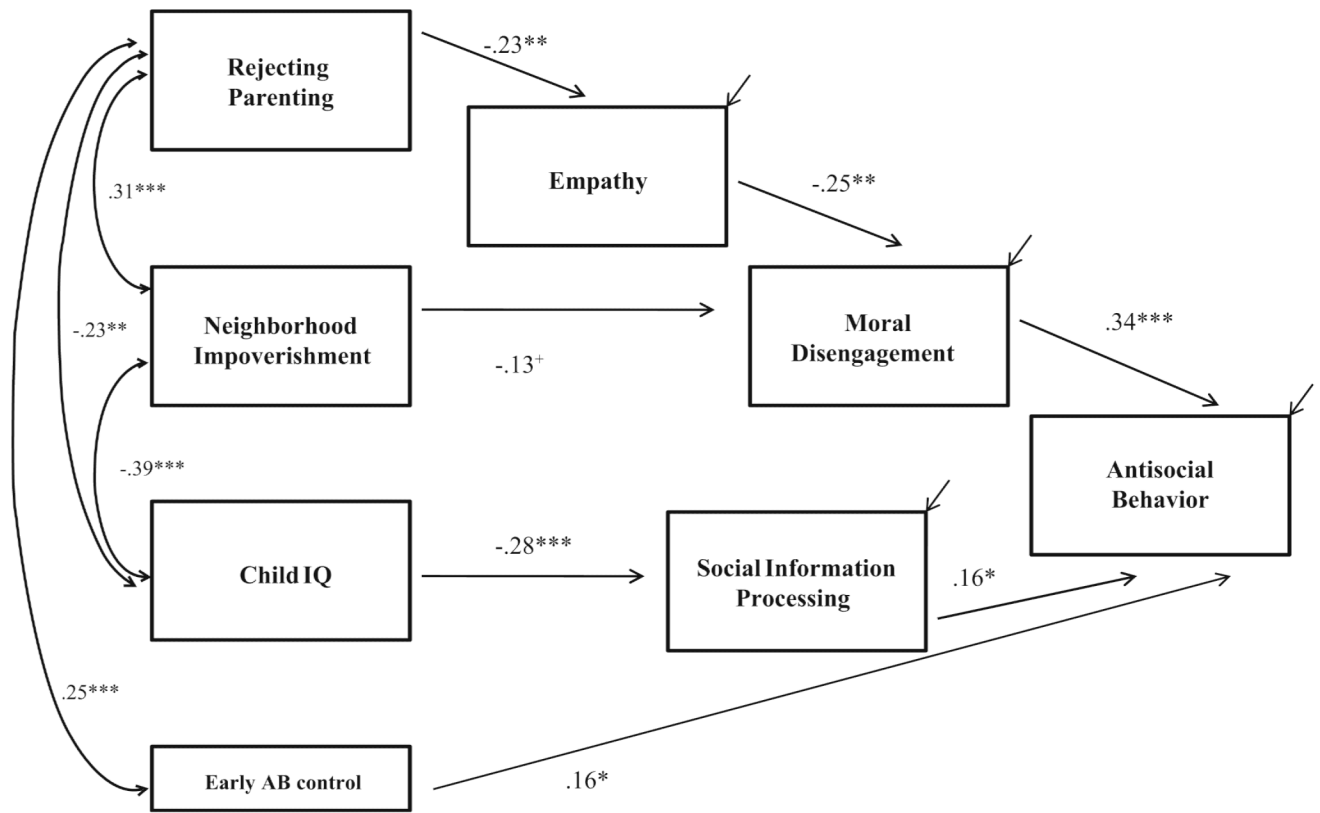 Rejecting
Parenting
-.23**
Empathy
-.25**
.31***
Neighborhood
Impoverishment
-.23**
-.13⁺
Moral
Disengagement
.34***
-.39***
Antisocial
Behavior
Child IQ
-.28***
Social Information
Processing
.16*
.25***
Early AB control
.16*